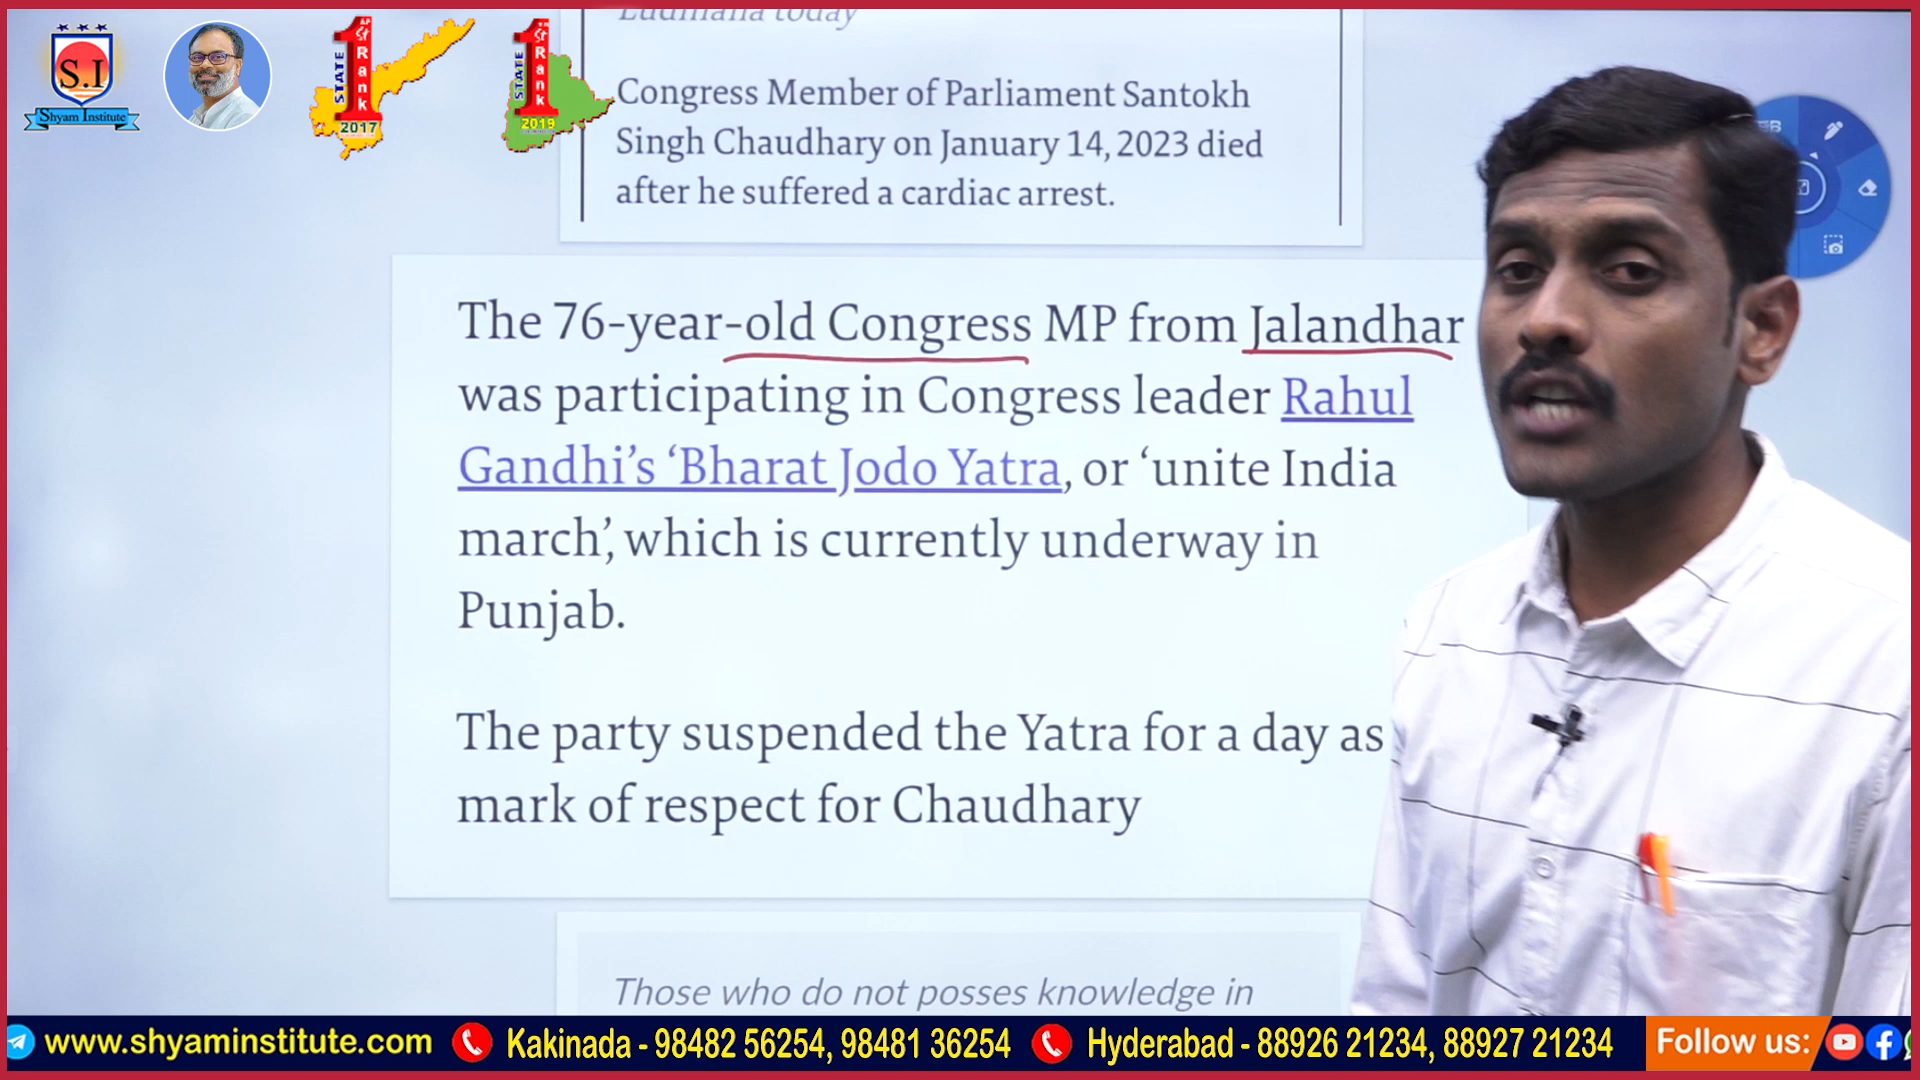 Ludhiana today
S.I
Shyam Institute
STATE 1st Rank
2017
STATE 1st Rank
2019
Congress Member of Parliament Santokh
Singh Chaudhary on January 14, 2023 died
after he suffered a cardiac arrest.
The 76-year-old Congress MP from Jalandhar
was participating in Congress leader Rahul
Gandhi’s ‘Bharat Jodo Yatra, or ‘unite India
march’, which is currently underway in
Punjab.
The party suspended the Yatra for a day as
mark of respect for Chaudhary
Those who do not posses knowledge in
www.shyaminstitute.com
Kakinada - 98482 56254, 98481 36254
Hyderabad - 88926 21234, 88927 21234
Follow us: